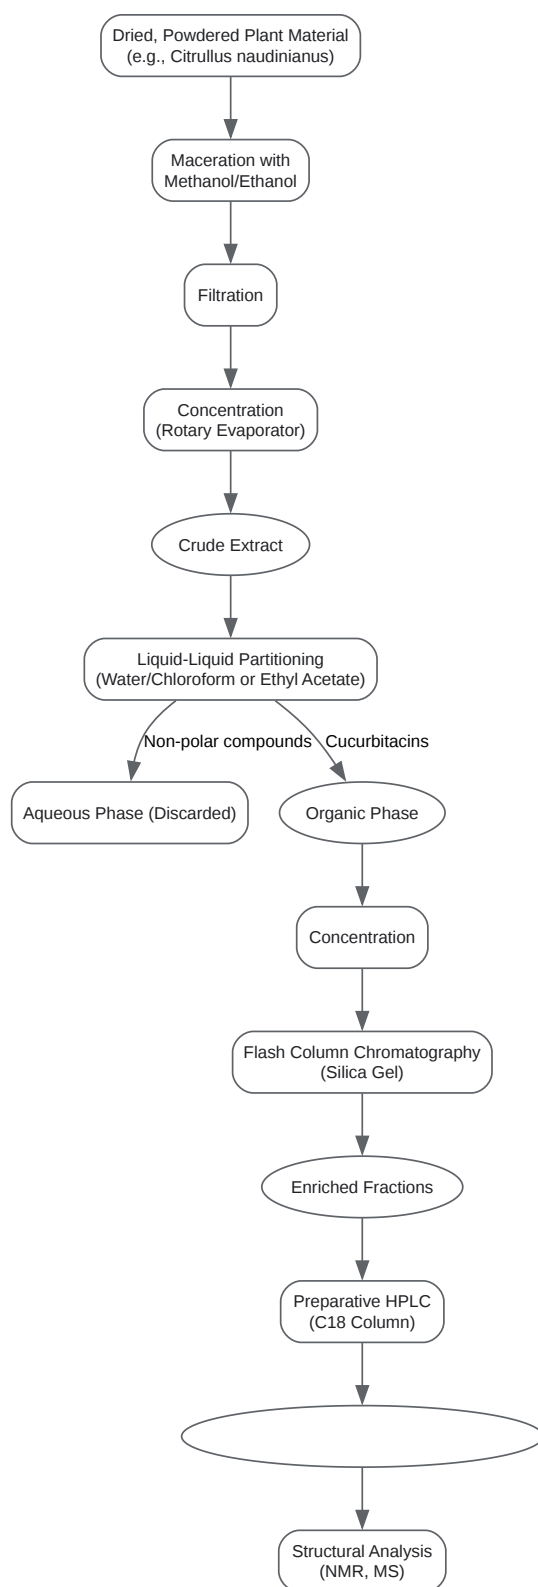 Dried, Powdered Plant Material
(e.g., Citrullus naudinianus)
Maceration with
Methanol/Ethanol
Filtration
Concentration
(Rotary Evaporator)
Crude Extract
Liquid-Liquid Partitioning
(Water/Chloroform or Ethyl Acetate)
Non-polar compounds
Cucurbitacins
Aqueous Phase (Discarded)
Organic Phase
Concentration
Flash Column Chromatography
(Silica Gel)
Enriched Fractions
Preparative HPLC
(C18 Column)
Structural Analysis
(NMR, MS)